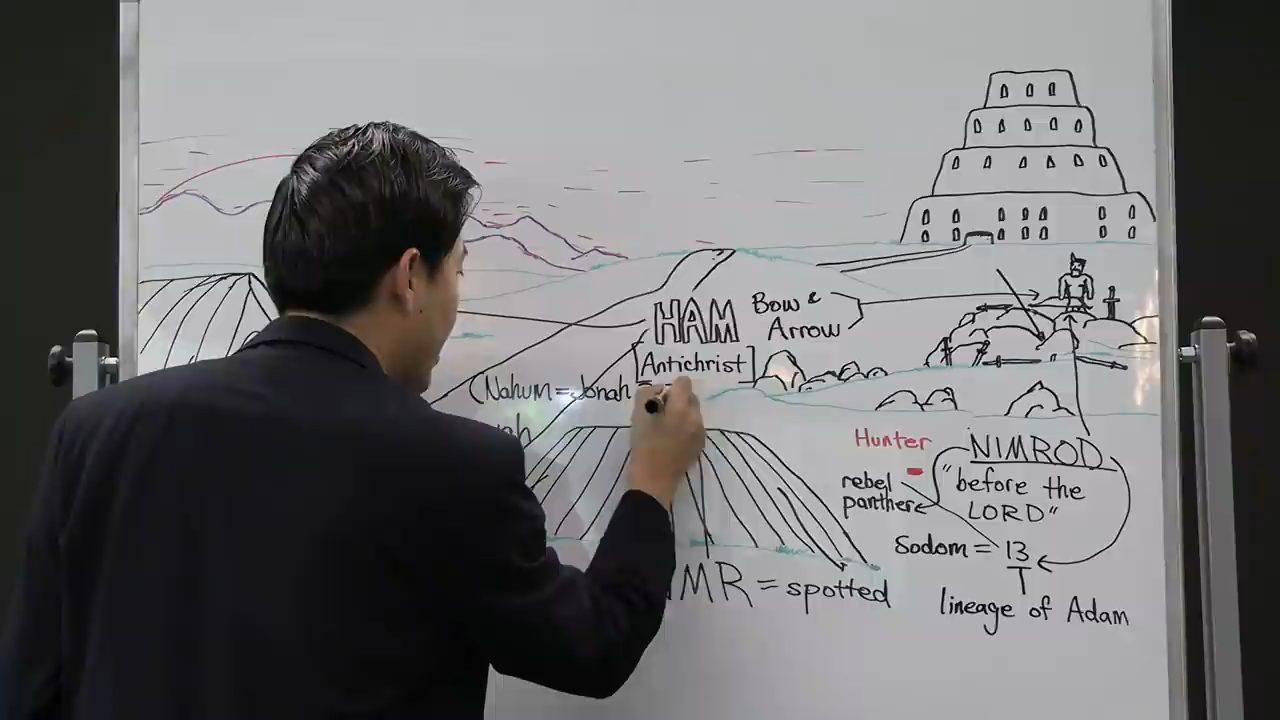 HAM
Bow &
Arrow
[Antichrist]
(Nahum = Jonah =
Hunter
NIMROD
rebel
panther
"before the
LORD"
Sodom = 13
MR = spotted
lineage of Adam